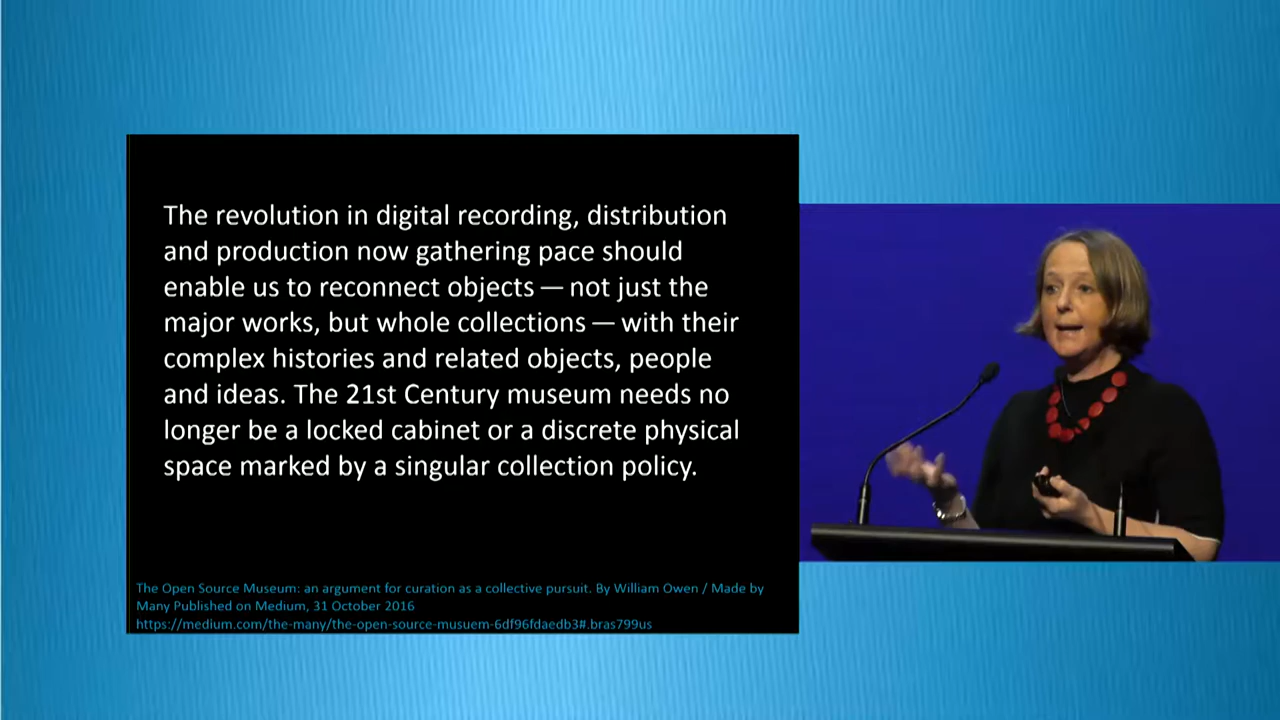 The revolution in digital recording, distribution
and production now gathering pace should
enable us to reconnect objects — not just the
major works, but whole collections — with their
complex histories and related objects, people
and ideas. The 21st Century museum needs no
longer be a locked cabinet or a discrete physical
space marked by a singular collection policy.
The Open Source Museum: an argument for curation as a collective pursuit. By William Owen / Made by
Many Published on Medium, 31 October 2016
https://medium.com/the-many/the-open-source-musuem-6df96fdaedb3#.bras799us